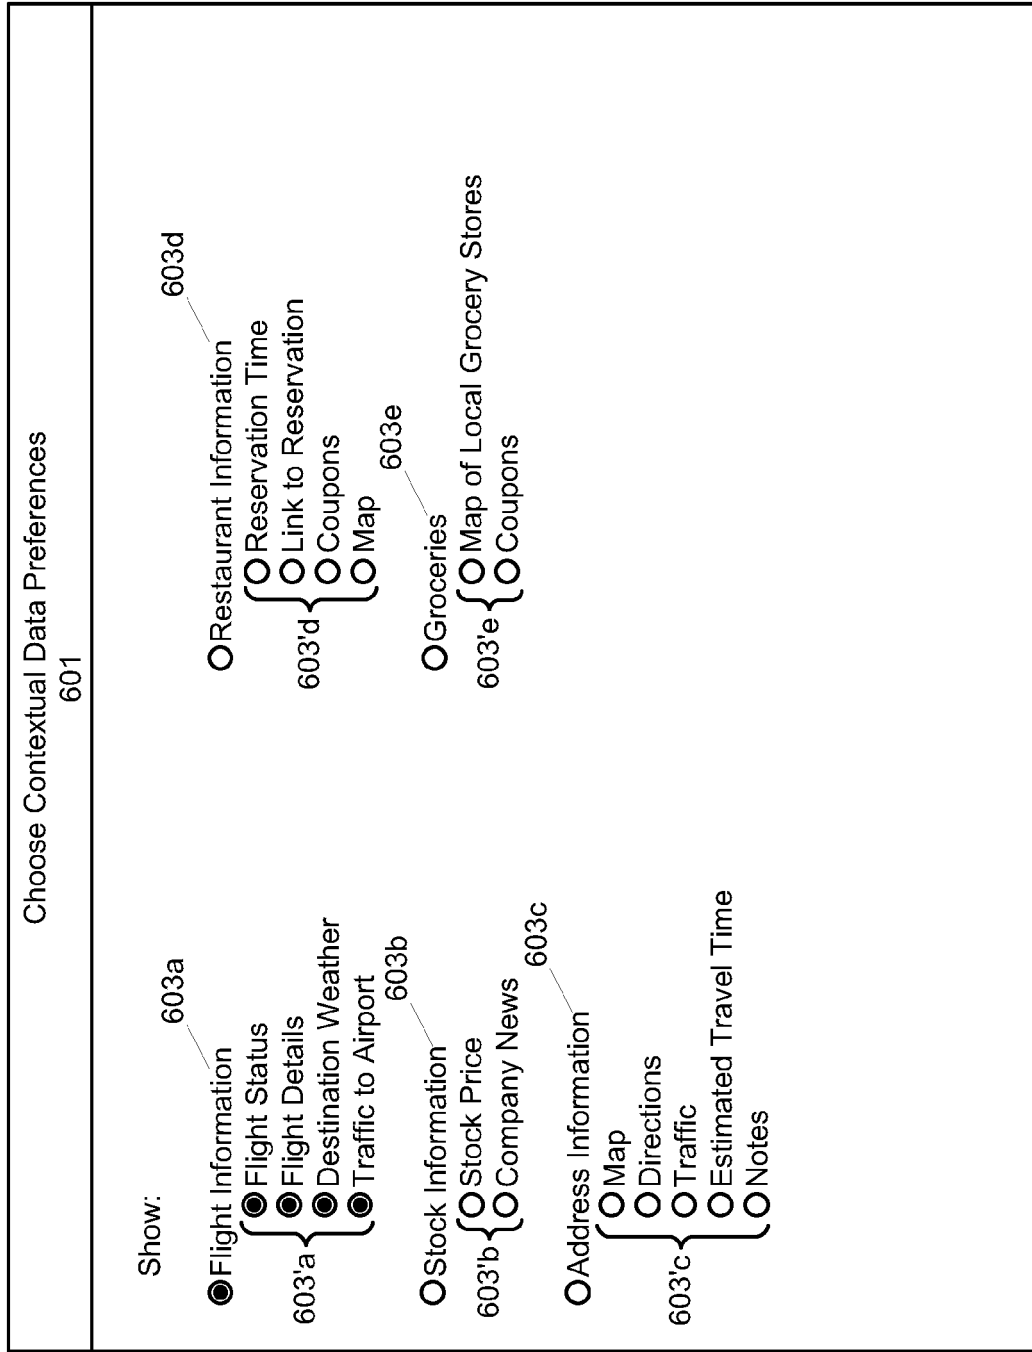 Choose Contextual Data Preferences
601
Show:
603a
Flight Information
Flight Status
Flight Details
Destination Weather
Traffic to Airport
603'a
603b
Stock Information
Stock Price
Company News
603'b
603c
Address Information
Map
Directions
Traffic
Estimated Travel Time
Notes
603'c
603d
Restaurant Information
Reservation Time
Link to Reservation
Coupons
Map
603'd
603e
Groceries
Map of Local Grocery Stores
Coupons
603'e